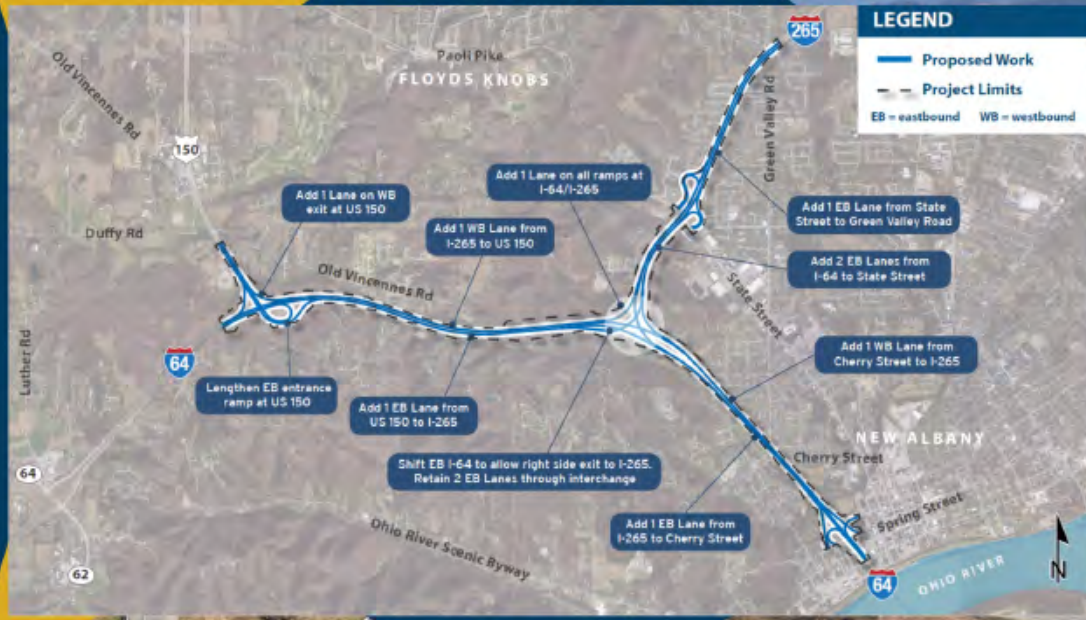 LEGEND
Proposed Work
Project Limits
EB = eastbound WB = westbound
265
Paoli Pike
FLOYDS KNOBS
Old Vincennes Rd
150
Green Valley Rd
Add 1 Lane on all ramps at
I-64/I-265
Add 1 Lane on WB
exit at US 150
Add 1 EB Lane from State
Street to Green Valley Road
Add 1 WB Lane from
I-265 to US 150
Duffy Rd
Old Vincennes Rd
Add 2 EB Lanes from
I-64 to State Street
State Street
Luther Rd
64
Add 1 WB Lane from
Cherry Street to I-265
Lengthen EB entrance
ramp at US 150
Add 1 EB Lane from
US 150 to I-265
NEW ALBANY
Cherry Street
Shift EB I-64 to allow right side exit to I-265.
Retain 2 EB Lanes through interchange
64
Spring Street
Add 1 EB Lane from
I-265 to Cherry Street
Ohio River Scenic Byway
62
64
OHIO RIVER
N